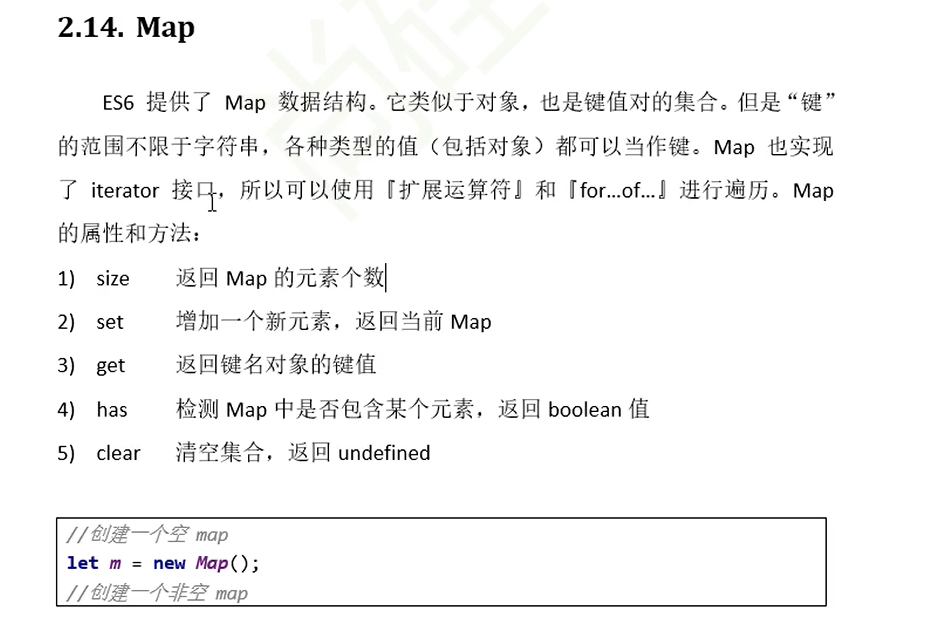 2.14. Map
ES6 提供了 Map 数据结构。它类似于对象，也是键值对的集合。但是“键”
的范围不限于字符串，各种类型的值（包括对象）都可以当作键。Map 也实现
了 iterator 接口，所以可以使用『扩展运算符』和『for…of…』进行遍历。Map
的属性和方法：
1) size 返回 Map 的元素个数
2) set 增加一个新元素，返回当前 Map
3) get 返回键名对象的键值
4) has 检测 Map 中是否包含某个元素，返回 boolean 值
5) clear 清空集合，返回 undefined
//创建一个空 map
let m = new Map();
//创建一个非空 map